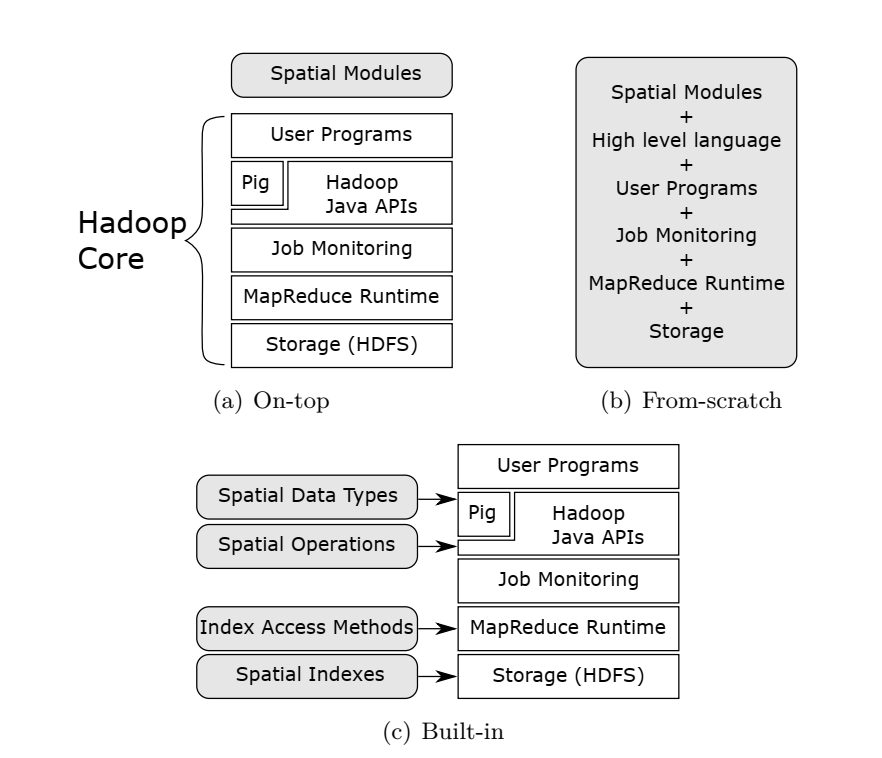 Spatial Modules
User Programs
Pig
Hadoop
Java APIs
Hadoop
Core
Job Monitoring
MapReduce Runtime
Storage (HDFS)
(a) On-top
Spatial Modules
+
High level language
+
User Programs
+
Job Monitoring
+
MapReduce Runtime
+
Storage
(b) From-scratch
User Programs
Spatial Data Types
Pig
Hadoop
Java APIs
Spatial Operations
Job Monitoring
Index Access Methods
MapReduce Runtime
Spatial Indexes
Storage (HDFS)
(c) Built-in